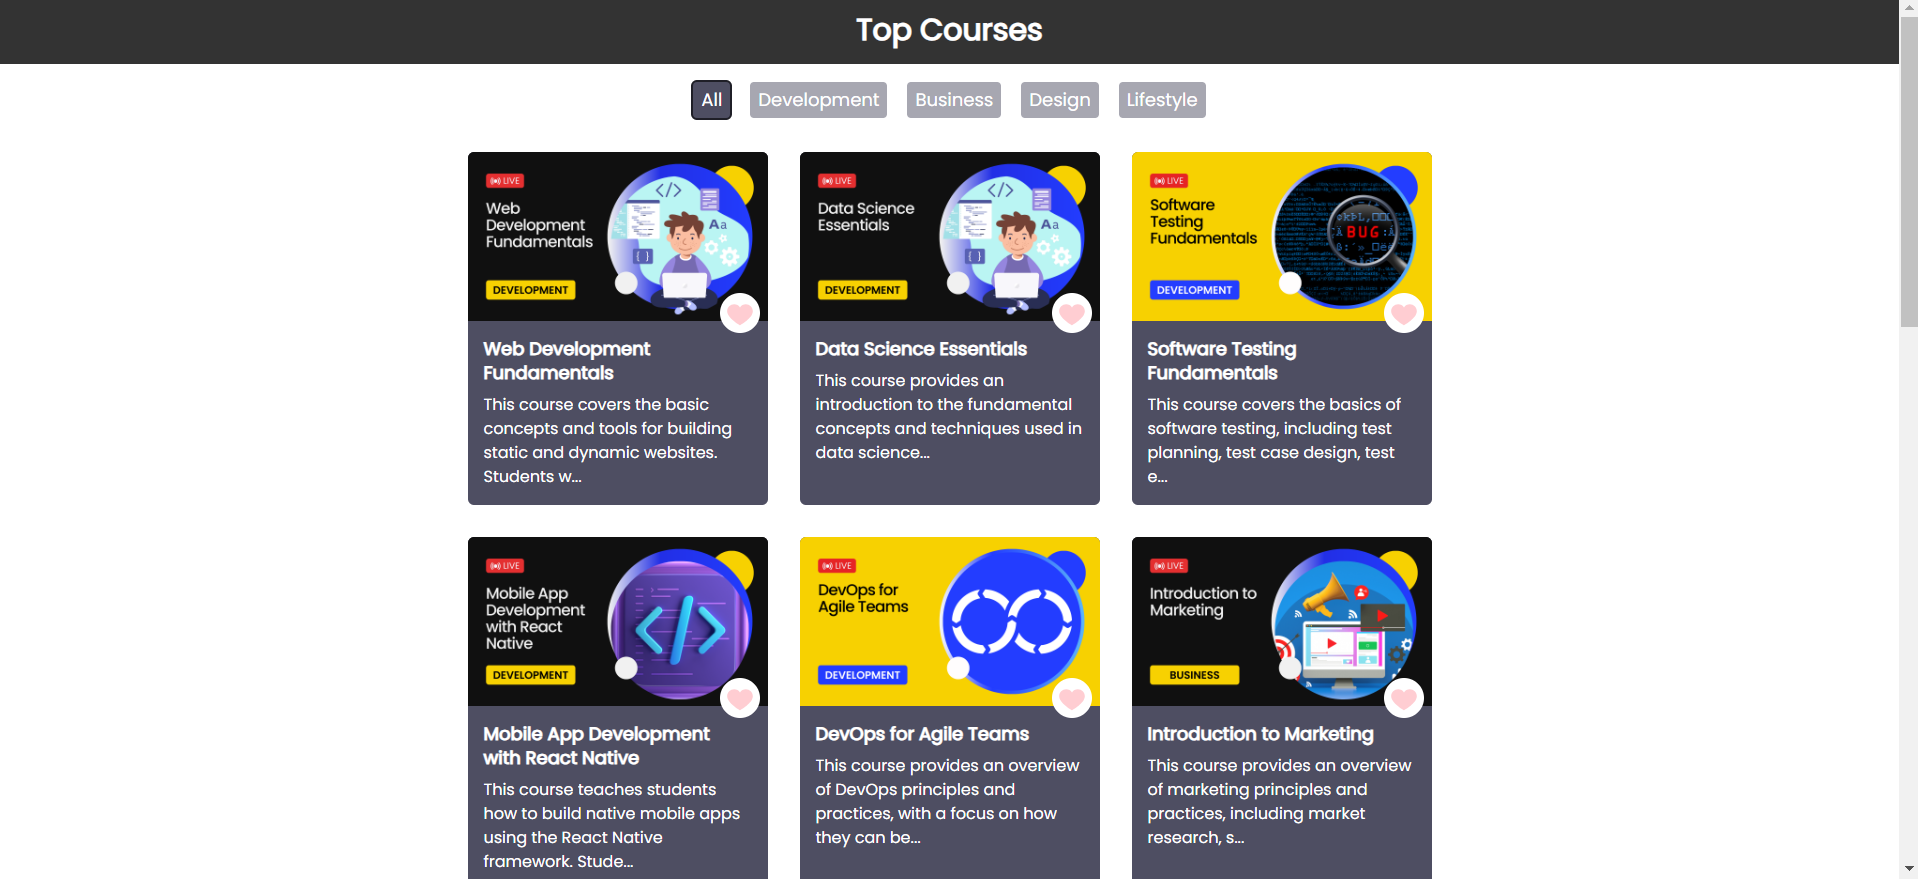 Top Courses
All
Development
Business
Design
Lifestyle
LIVE
Web
Development
Fundamentals
Aa
{ }
</>
DEVELOPMENT
Web Development
Fundamentals
This course covers the basic
concepts and tools for building
static and dynamic websites.
Students w...
LIVE
Data Science
Essentials
Aa
{ }
</>
DEVELOPMENT
Data Science Essentials
This course provides an
introduction to the fundamental
concepts and techniques used in
data science...
LIVE
Software
Testing
Fundamentals
BUG
DEVELOPMENT
Software Testing
Fundamentals
This course covers the basics of
software testing, including test
planning, test case design, test
e...
LIVE
Mobile App
Development
with React
Native
</>
DEVELOPMENT
Mobile App Development
with React Native
This course teaches students
how to build native mobile apps
using the React Native
framework. Stude...
LIVE
DevOps for
Agile Teams
DEVELOPMENT
DevOps for Agile Teams
This course provides an overview
of DevOps principles and
practices, with a focus on how
they can be...
LIVE
Introduction to
Marketing
BUSINESS
Introduction to Marketing
This course provides an overview
of marketing principles and
practices, including market
research, s...